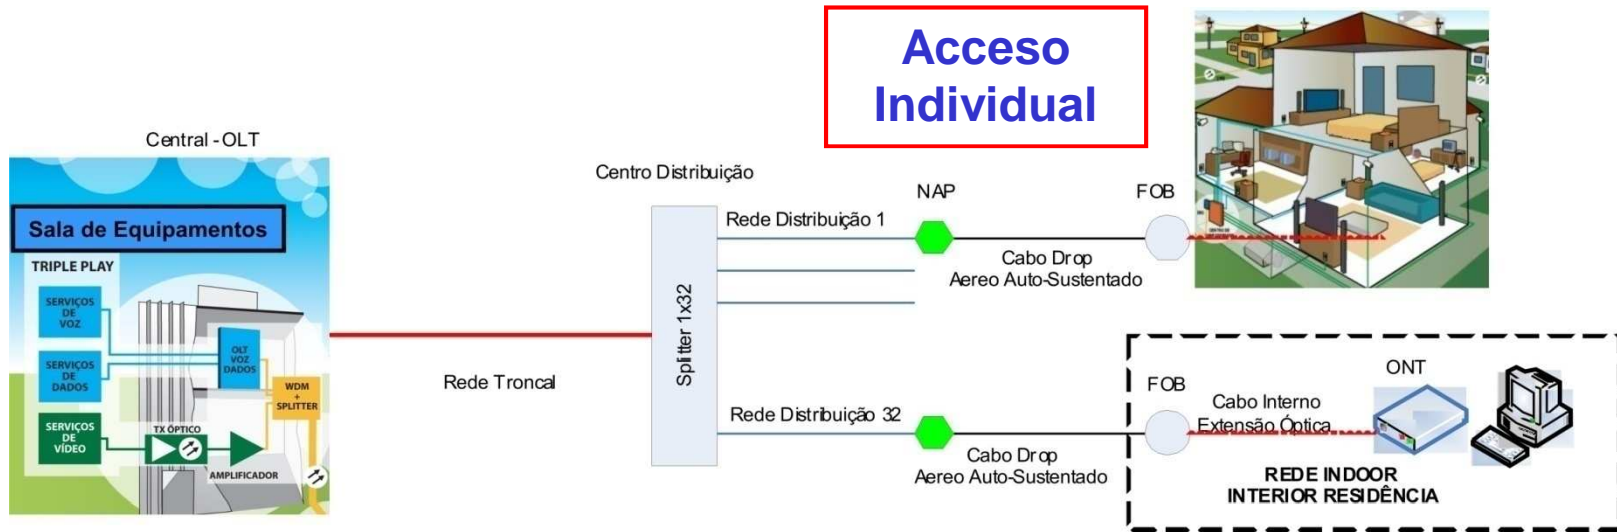 Acceso
Individual
Central - OLT
Sala de Equipamentos
TRIPLE PLAY
SERVIÇOS
DE
VOZ
SERVIÇOS
DE
DADOS
SERVIÇOS
DE
VÍDEO
OLT
VOZ
DADOS
WDM
+
SPLITTER
TX ÓPTICO
AMPLIFICADOR
Rede Troncal
Centro Distribuição
Splitter 1x32
Rede Distribuição 1
NAP
FOB
Cabo Drop
Aereo Auto-Sustentado
Rede Distribuição 32
Cabo Drop
Aereo Auto-Sustentado
FOB
Cabo Interno
Extensão Óptica
ONT
REDE INDOOR
INTERIOR RESIDÊNCIA